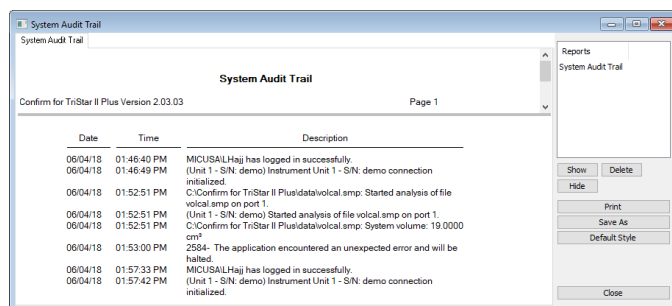 System Audit Trail
System Audit Trail
System Audit Trail
Confirm for TriStar II Plus Version 2.03.03 Page 1
Date Time Description
06/04/18 01:46:40 PM MICUSA\LHajj has logged in successfully.
06/04/18 01:46:49 PM (Unit 1 - S/N: demo) Instrument Unit 1 - S/N: demo connection
initialized.
06/04/18 01:52:51 PM C:\Confirm for TriStar II Plus\data\volcal.smp: Started analysis of file
volcal.smp on port 1.
06/04/18 01:52:51 PM (Unit 1 - S/N: demo) Started analysis of file volcal.smp on port 1.
06/04/18 01:52:51 PM C:\Confirm for TriStar II Plus\data\volcal.smp: System volume: 19.0000
cm³
06/04/18 01:53:00 PM 2584- The application encountered an unexpected error and will be
halted.
06/04/18 01:57:33 PM MICUSA\LHajj has logged in successfully.
06/04/18 01:57:42 PM (Unit 1 - S/N: demo) Instrument Unit 1 - S/N: demo connection
initialized.
Reports
System Audit Trail
Show Delete
Hide
Print
Save As
Default Style
Close